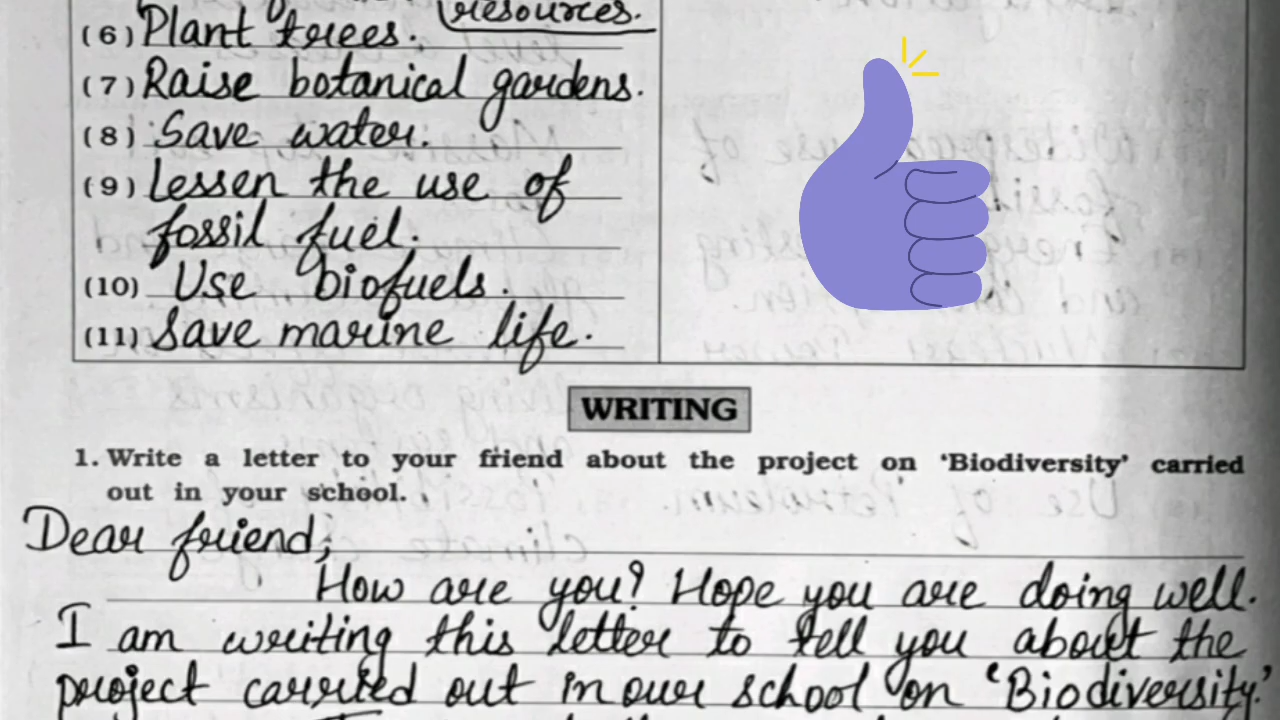 resources.
(6) Plant trees.
(7) Raise botanical gardens.
(8) Save water.
(9) Lessen the use of
fossil fuel.
(10) Use biofuels.
(11) Save marine life.
WRITING
1. Write a letter to your friend about the project on ‘Biodiversity’ carried
out in your school.
Dear friend,
How are you? Hope you are doing well.
I am writing this letter to tell you about the
project carried out in our school on ‘Biodiversity.’